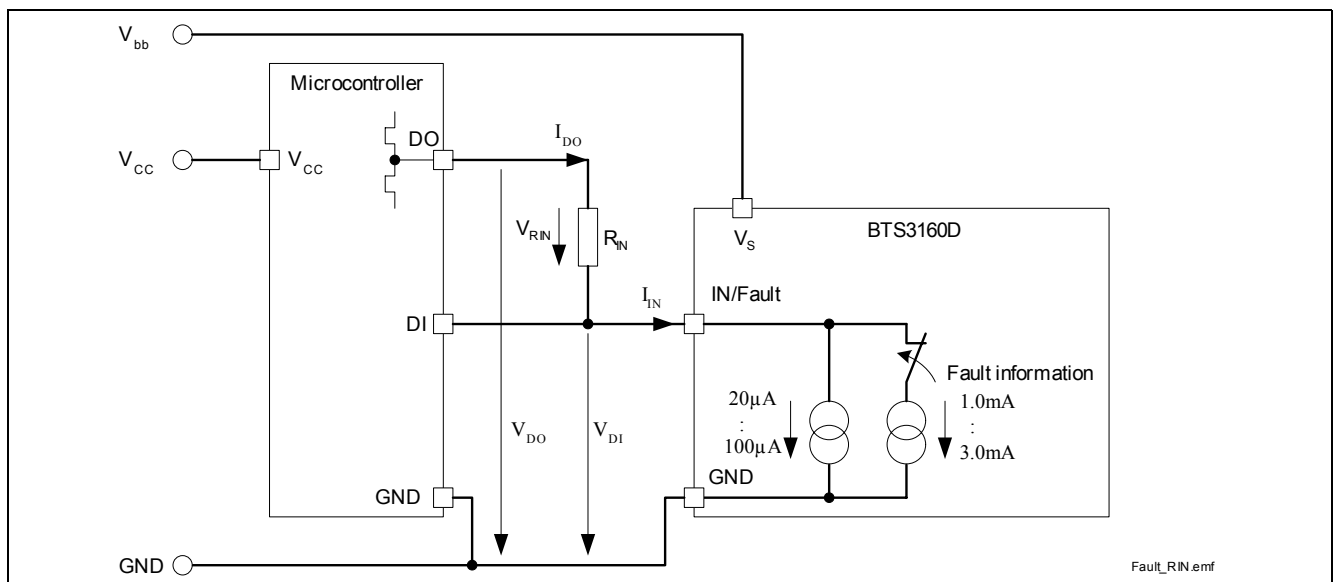 V_bb
Microcontroller
DO
I_DO
V_CC
V_CC
V_RIN
R_IN
V_S
BTS3160D
IN/Fault
I_IN
DI
Fault information
20µA
:
100µA
1.0mA
:
3.0mA
V_DO
V_DI
GND
GND
GND
Fault_RIN.emf